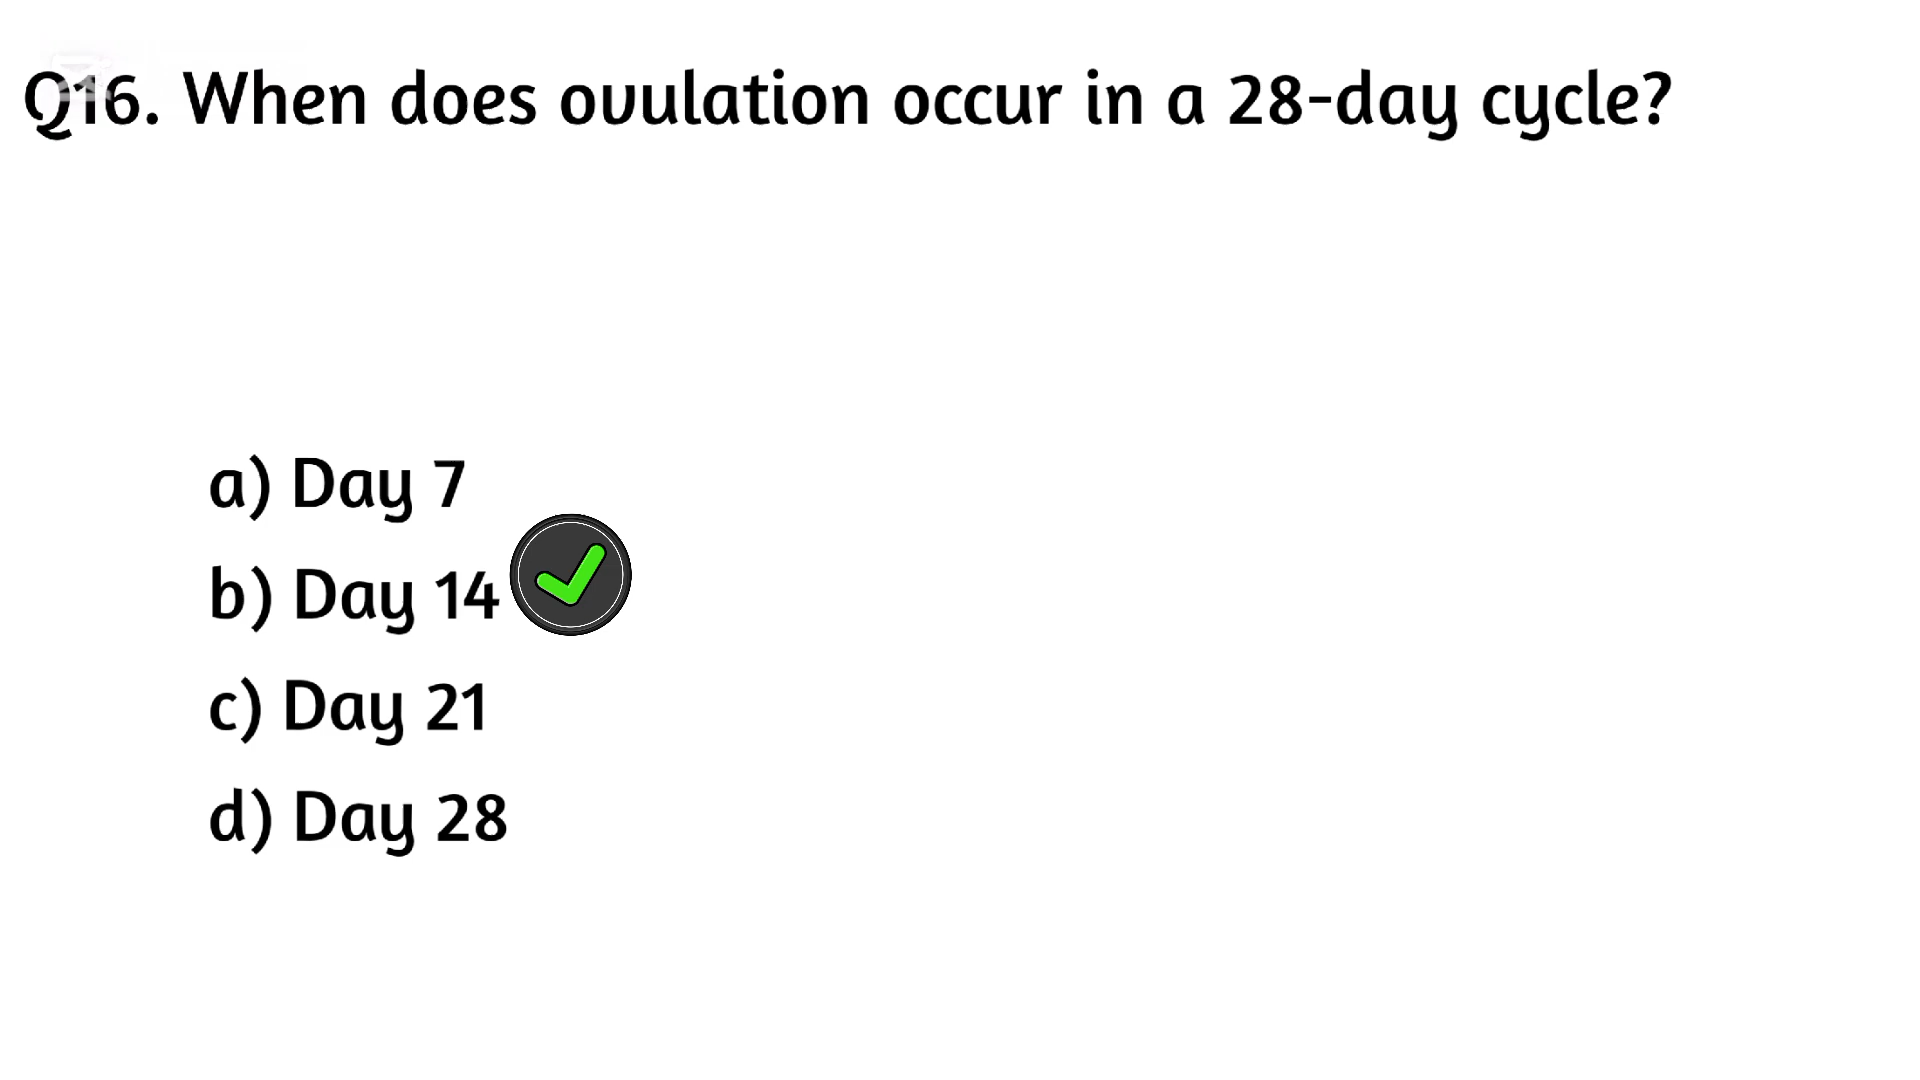 Q16. When does ovulation occur in a 28-day cycle?
a) Day 7
b) Day 14
c) Day 21
d) Day 28